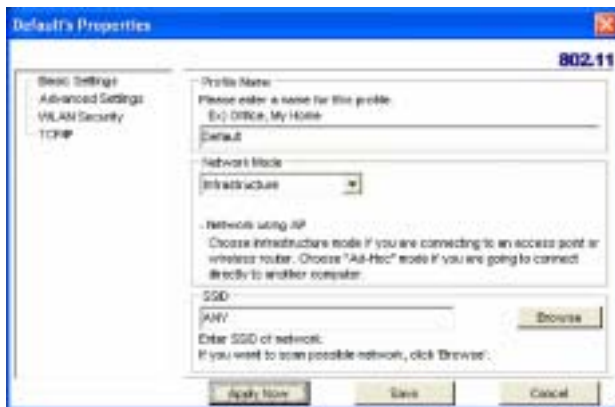 Default's Properties
802.11
Basic Settings
Advanced Settings
WLAN Security
TCP/IP
Profile Name
Please enter a name for this profile.
Ex) Office, My Home
Default
Network Mode
Infrastructure
- Network using AP
Choose infrastructure mode if you are connecting to an access point or
wireless router. Choose "Ad-Hoc" mode if you are going to connect
directly to another computer.
SSID
ANY
Browse
Enter SSID of network.
If you want to scan possible network, click 'Browse'.
Apply Now
Save
Cancel